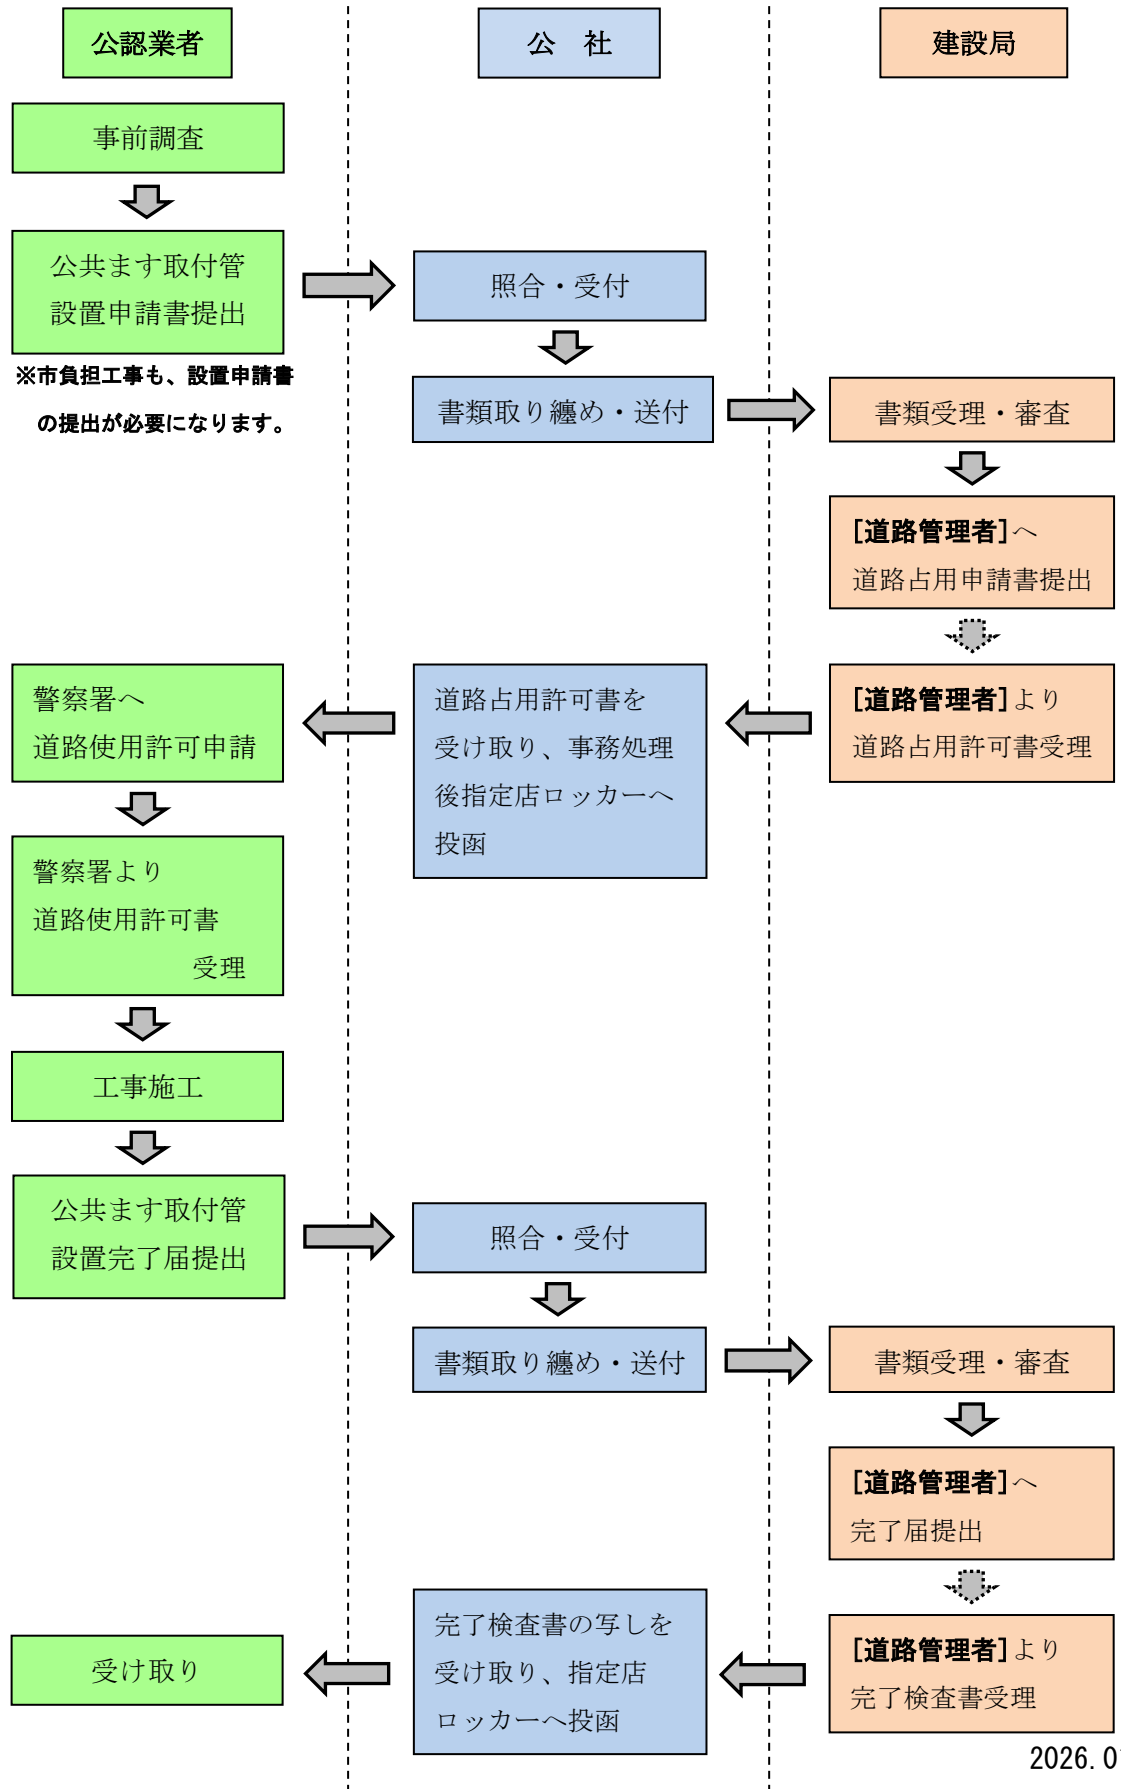 公認業者
公 社
建設局
事前調査
公共ます取付管
設置申請書提出
※市負担工事も、設置申請書
の提出が必要になります。
照合・受付
書類取り纏め・送付
書類受理・審査
[道路管理者]へ
道路占用申請書提出
[道路管理者]より
道路占用許可書受理
道路占用許可書を
受け取り、事務処理
後指定店ロッカーへ
投函
警察署へ
道路使用許可申請
警察署より
道路使用許可書
受理
工事施工
公共ます取付管
設置完了届提出
照合・受付
書類取り纏め・送付
書類受理・審査
[道路管理者]へ
完了届提出
[道路管理者]より
完了検査書受理
完了検査書の写しを
受け取り、指定店
ロッカーへ投函
受け取り
2026.0